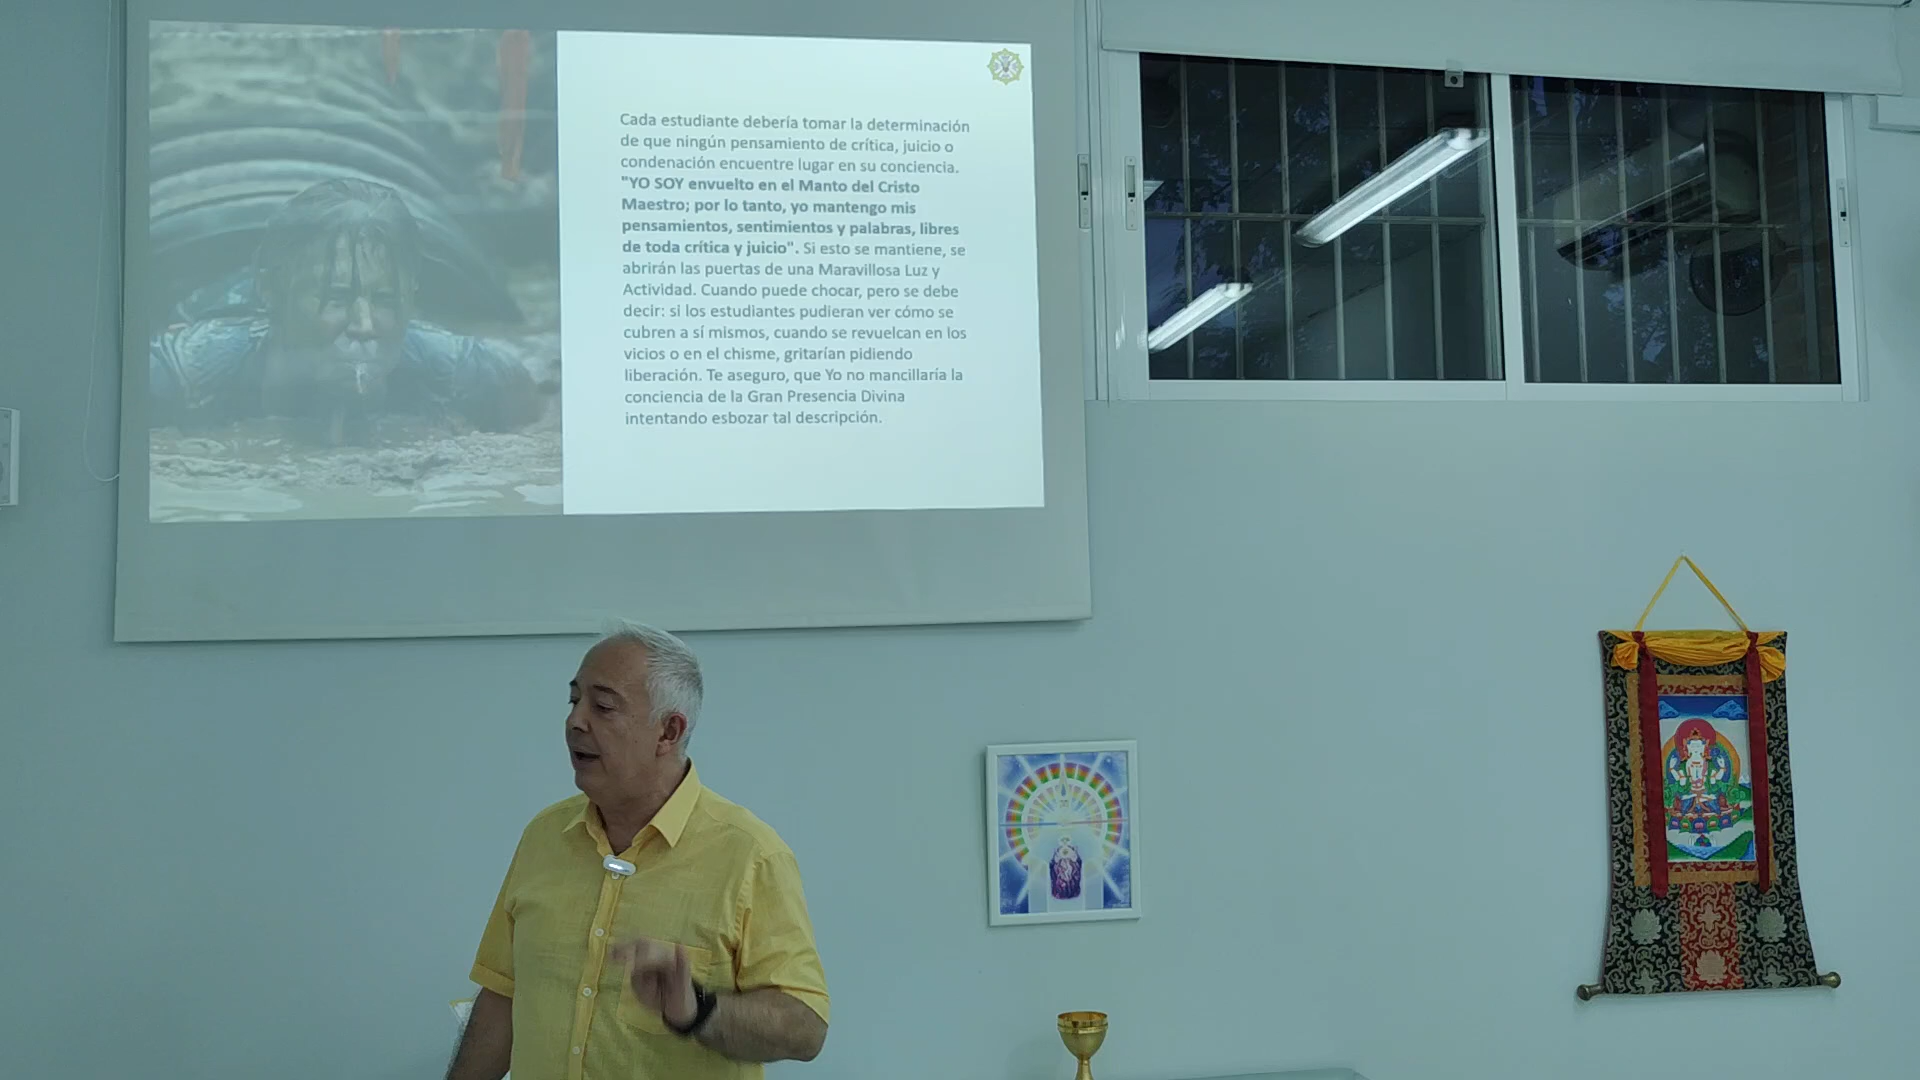 Cada estudiante debería tomar la determinación
de que ningún pensamiento de crítica, juicio o
condenación encuentre lugar en su conciencia.
"YO SOY envuelto en el Manto del Cristo
Maestro; por lo tanto, yo mantengo mis
pensamientos, sentimientos y palabras, libres
de toda crítica y juicio". Si esto se mantiene, se
abrirán las puertas de una Maravillosa Luz y
Actividad. Cuando puede chocar, pero se debe
decir: si los estudiantes pudieran ver cómo se
cubren a sí mismos, cuando se revuelcan en los
vicios o en el chisme, gritarían pidiendo
liberación. Te aseguro, que Yo no mancillaría la
conciencia de la Gran Presencia Divina
intentando esbozar tal descripción.